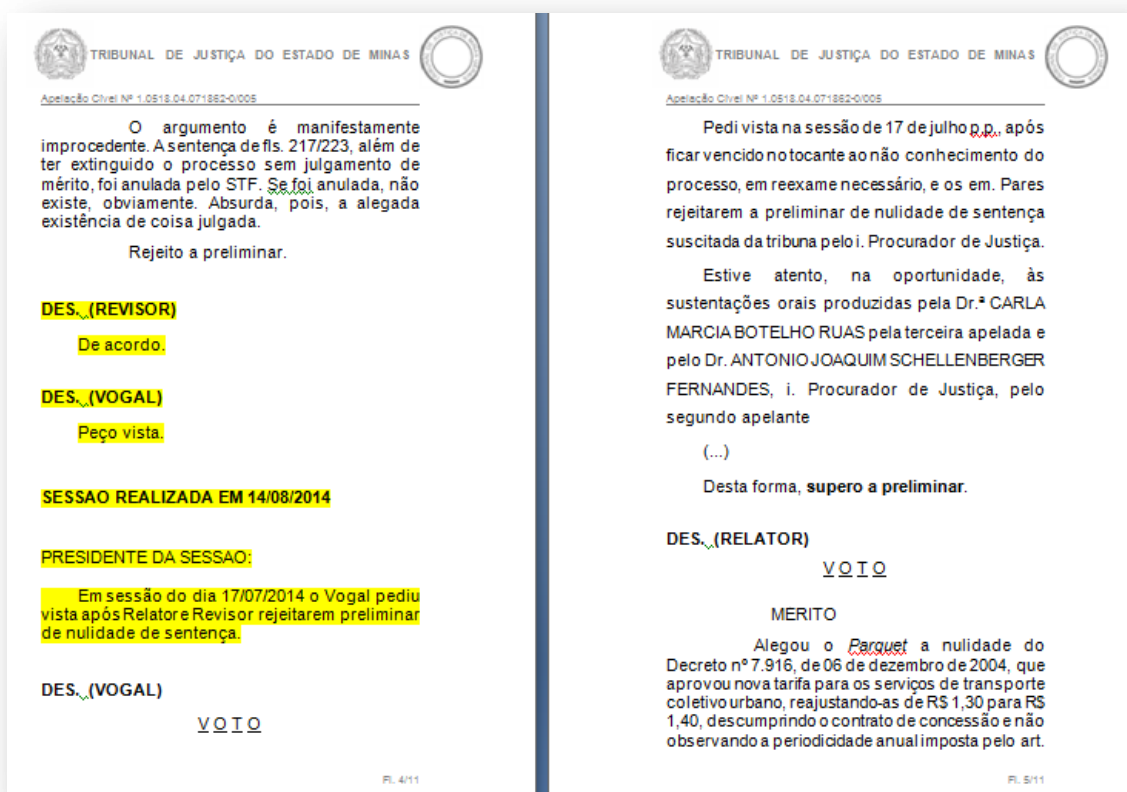 TRIBUNAL DE JUSTIÇA DO ESTADO DE MINAS
Apelação Cível Nº 1.0518.04.071862-0/005
O argumento é manifestamente
improcedente. A sentença de fls. 217/223, além de
ter extinguido o processo sem julgamento de
mérito, foi anulada pelo STF. Se foi anulada, não
existe, obviamente. Absurda, pois, a alegada
existência de coisa julgada.
Rejeito a preliminar.
DES. (REVISOR)
De acordo.
DES. (VOGAL)
Peço vista.
SESSAO REALIZADA EM 14/08/2014
PRESIDENTE DA SESSAO:
Em sessão do dia 17/07/2014 o Vogal pediu
vista após Relator e Revisor rejeitarem preliminar
de nulidade de sentença.
DES. (VOGAL)
V O T O
Fl. 4/11
TRIBUNAL DE JUSTIÇA DO ESTADO DE MINAS
Apelação Cível Nº 1.0518.04.071862-0/005
Pedi vista na sessão de 17 de julho p.p., após
ficar vencido no tocante ao não conhecimento do
processo, em reexame necessário, e os em. Pares
rejeitarem a preliminar de nulidade de sentença
suscitada da tribuna pelo i. Procurador de Justiça.
Estive atento, na oportunidade, às
sustentações orais produzidas pela Dr.ª CARLA
MARCIA BOTELHO RUAS pela terceira apelada e
pelo Dr. ANTONIO JOAQUIM SCHELLENBERGER
FERNANDES, i. Procurador de Justiça, pelo
segundo apelante
(...)
Desta forma, supero a preliminar.
DES. (RELATOR)
V O T O
MERITO
Alegou o Parquet a nulidade do
Decreto nº 7.916, de 06 de dezembro de 2004, que
aprovou nova tarifa para os serviços de transporte
coletivo urbano, reajustando-as de R$ 1,30 para R$
1,40, descumprindo o contrato de concessão e não
observando a periodicidade anual imposta pelo art.
Fl. 5/11